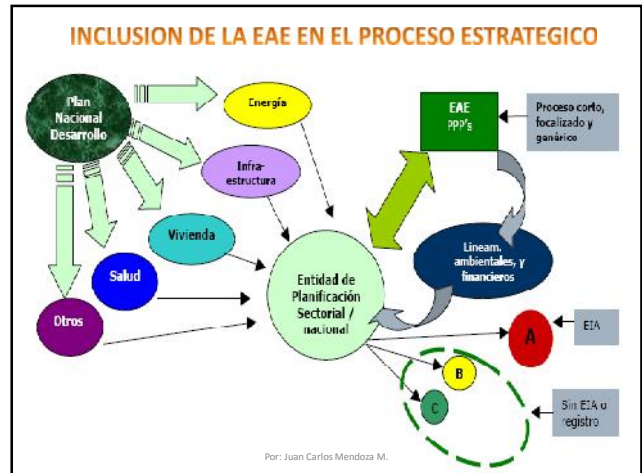 INCLUSION DE LA EAE EN EL PROCESO ESTRATEGICO
Plan
Nacional
Desarrollo
Energía
Infra-
estructura
Vivienda
Salud
Otros
Entidad de
Planificación
Sectorial /
nacional
EAE
PPP's
Proceso corto,
focalizado y
genérico
Lineam.
ambientales, y
financieros
A
EIA
B
C
Sin EIA o
registro
Por: Juan Carlos Mendoza M.